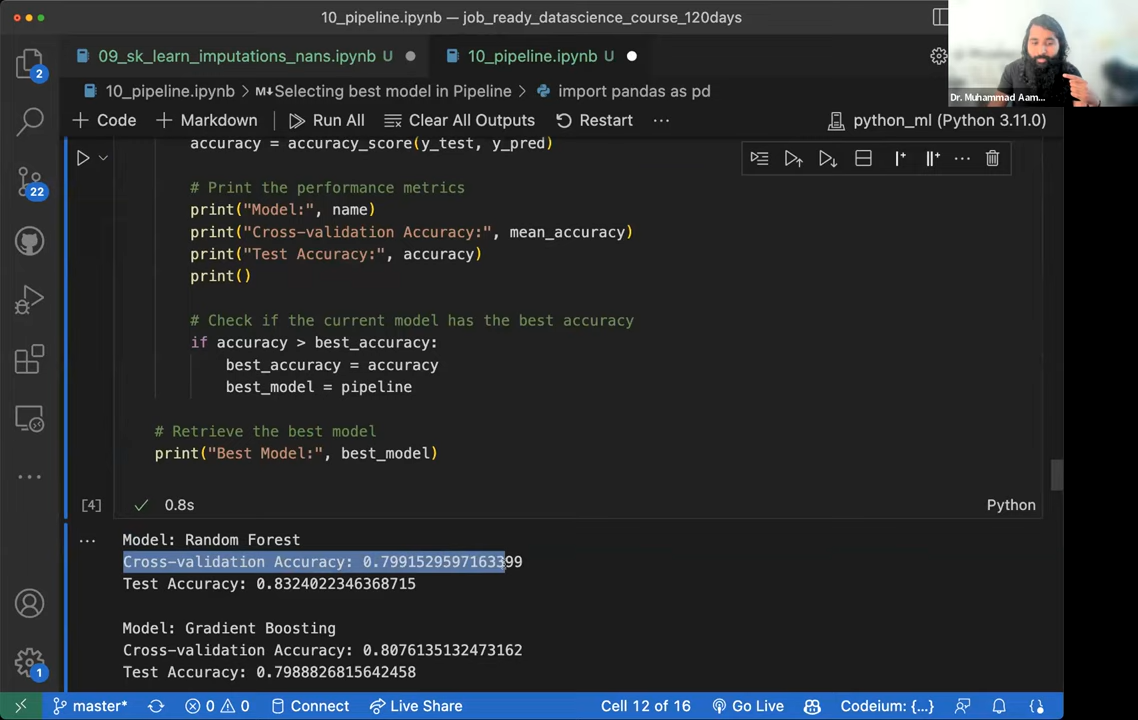 10_pipeline.ipynb — job_ready_datascience_course_120days
09_sk_learn_imputations_nans.ipynb U
10_pipeline.ipynb U
10_pipeline.ipynb > M↓Selecting best model in Pipeline > import pandas as pd
+ Code + Markdown | Run All Clear All Outputs Restart ... python_ml (Python 3.11.0)
accuracy = accuracy_score(y_test, y_pred)
# Print the performance metrics
print("Model:", name)
print("Cross-validation Accuracy:", mean_accuracy)
print("Test Accuracy:", accuracy)
print()
# Check if the current model has the best accuracy
if accuracy > best_accuracy:
best_accuracy = accuracy
best_model = pipeline
# Retrieve the best model
print("Best Model:", best_model)
[4] 0.8s Python
... Model: Random Forest
Cross-validation Accuracy: 0.7991529597163399
Test Accuracy: 0.8324022346368715
Model: Gradient Boosting
Cross-validation Accuracy: 0.8076135132473162
Test Accuracy: 0.7988826815642458
master* 0 0 Connect Live Share Cell 12 of 16 Go Live Codeium: {...}
2
22
1
Dr. Muhammad Aam...